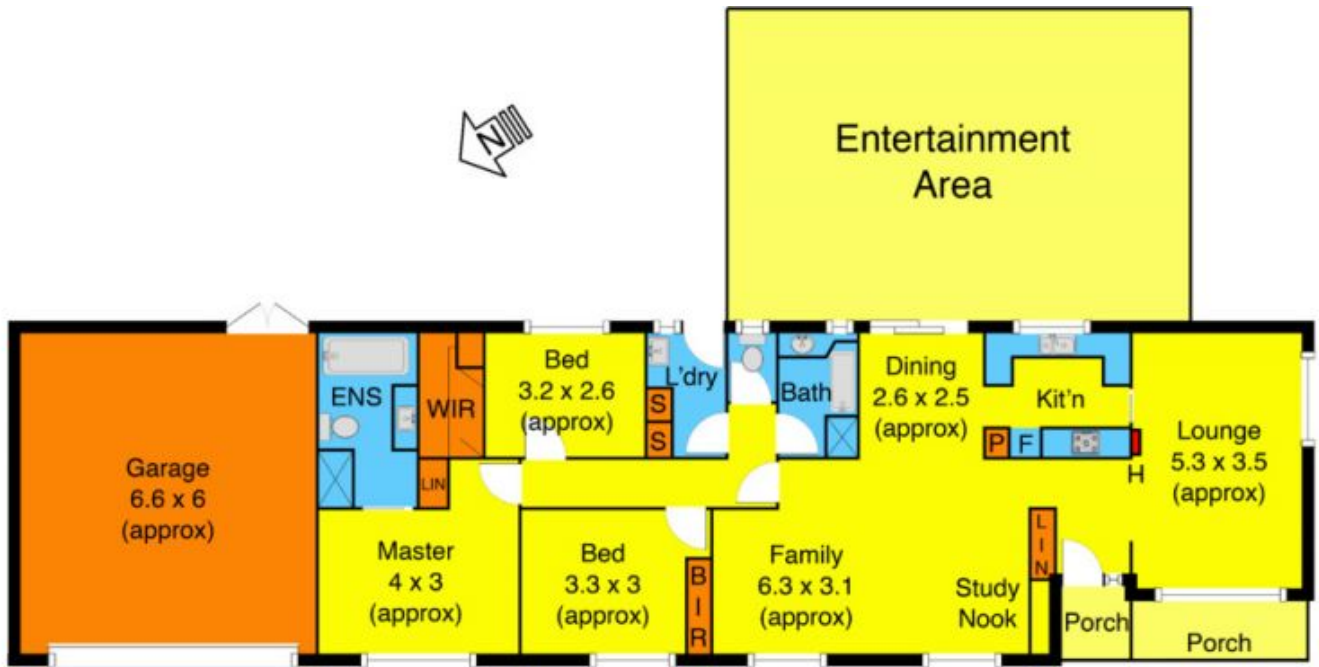 Entertainment
Area
N
Garage
6.6 x 6
(approx)
ENS
WIR
LIN
Bed
3.2 x 2.6
(approx)
S
S
L'dry
Bath
Dining
2.6 x 2.5
(approx)
Kit'n
P
F
H
Lounge
5.3 x 3.5
(approx)
Master
4 x 3
(approx)
Bed
3.3 x 3
(approx)
B
I
R
Family
6.3 x 3.1
(approx)
Study
Nook
L
I
N
Porch
Porch